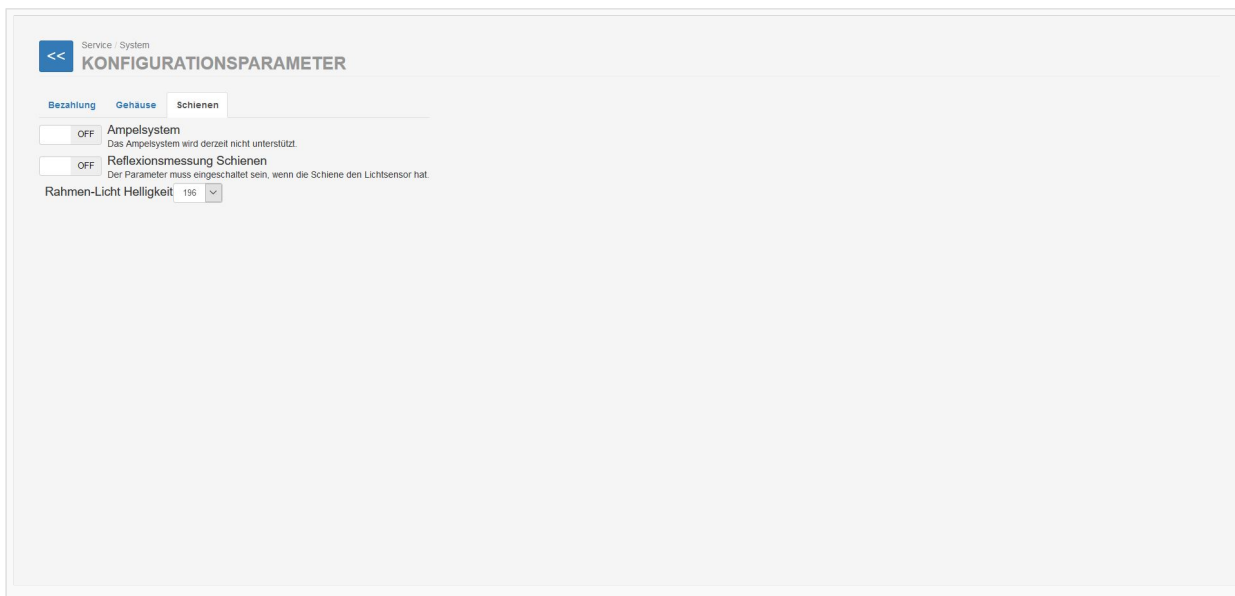 <<
Service / System
KONFIGURATIONSPARAMETER
Bezahlung Gehäuse Schienen
OFF Ampelsystem
Das Ampelsystem wird derzeit nicht unterstützt.
OFF Reflexionsmessung Schienen
Der Parameter muss eingeschaltet sein, wenn die Schiene den Lichtsensor hat.
Rahmen-Licht Helligkeit 196